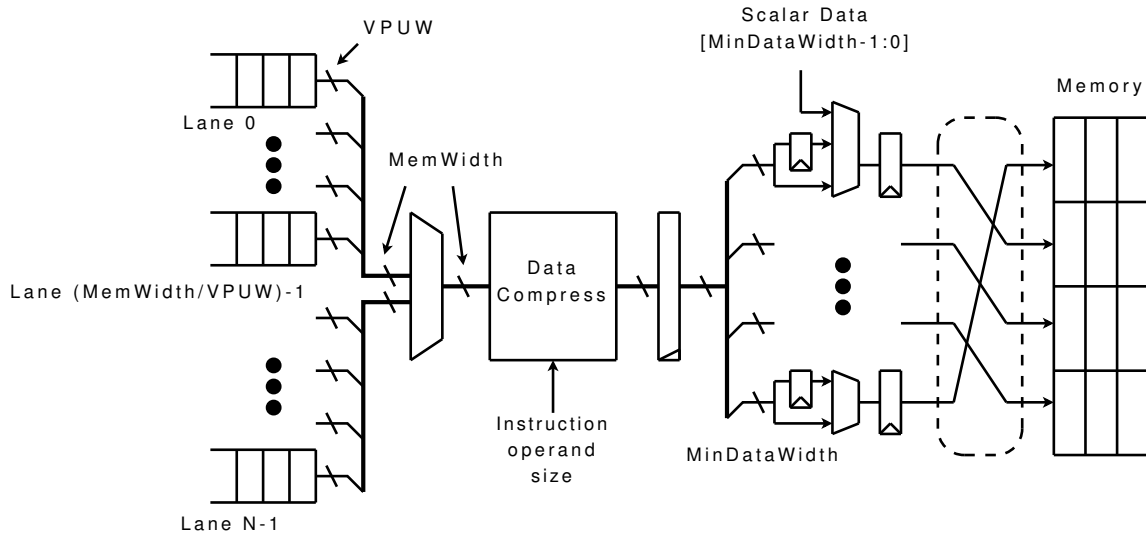 Scalar Data
[MinDataWidth-1:0]
VPUW
Memory
Lane 0
MemWidth
Lane (MemWidth/VPUW)-1
Data
Compress
Instruction
operand
size
MinDataWidth
Lane N-1